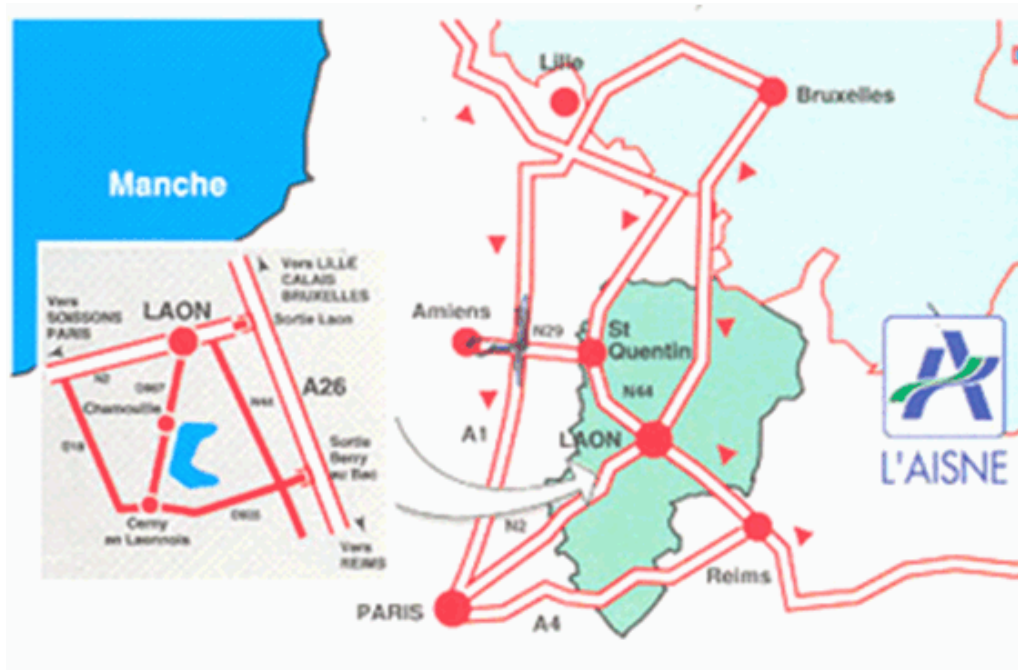 Lille
Bruxelles
Manche
Vers LILLE
CALAIS
BRUXELLES
Vers
SOISSONS
PARIS
LAON
Sortie Laon
Amiens
N29
St
Quentin
N2
D967
A26
N44
Chamouille
A1
LAON
N44
D18
Sortie
Berry
au Bac
L'AISNE
Cerny
en Laonnois
N2
Vers
REIMS
Reims
PARIS
A4